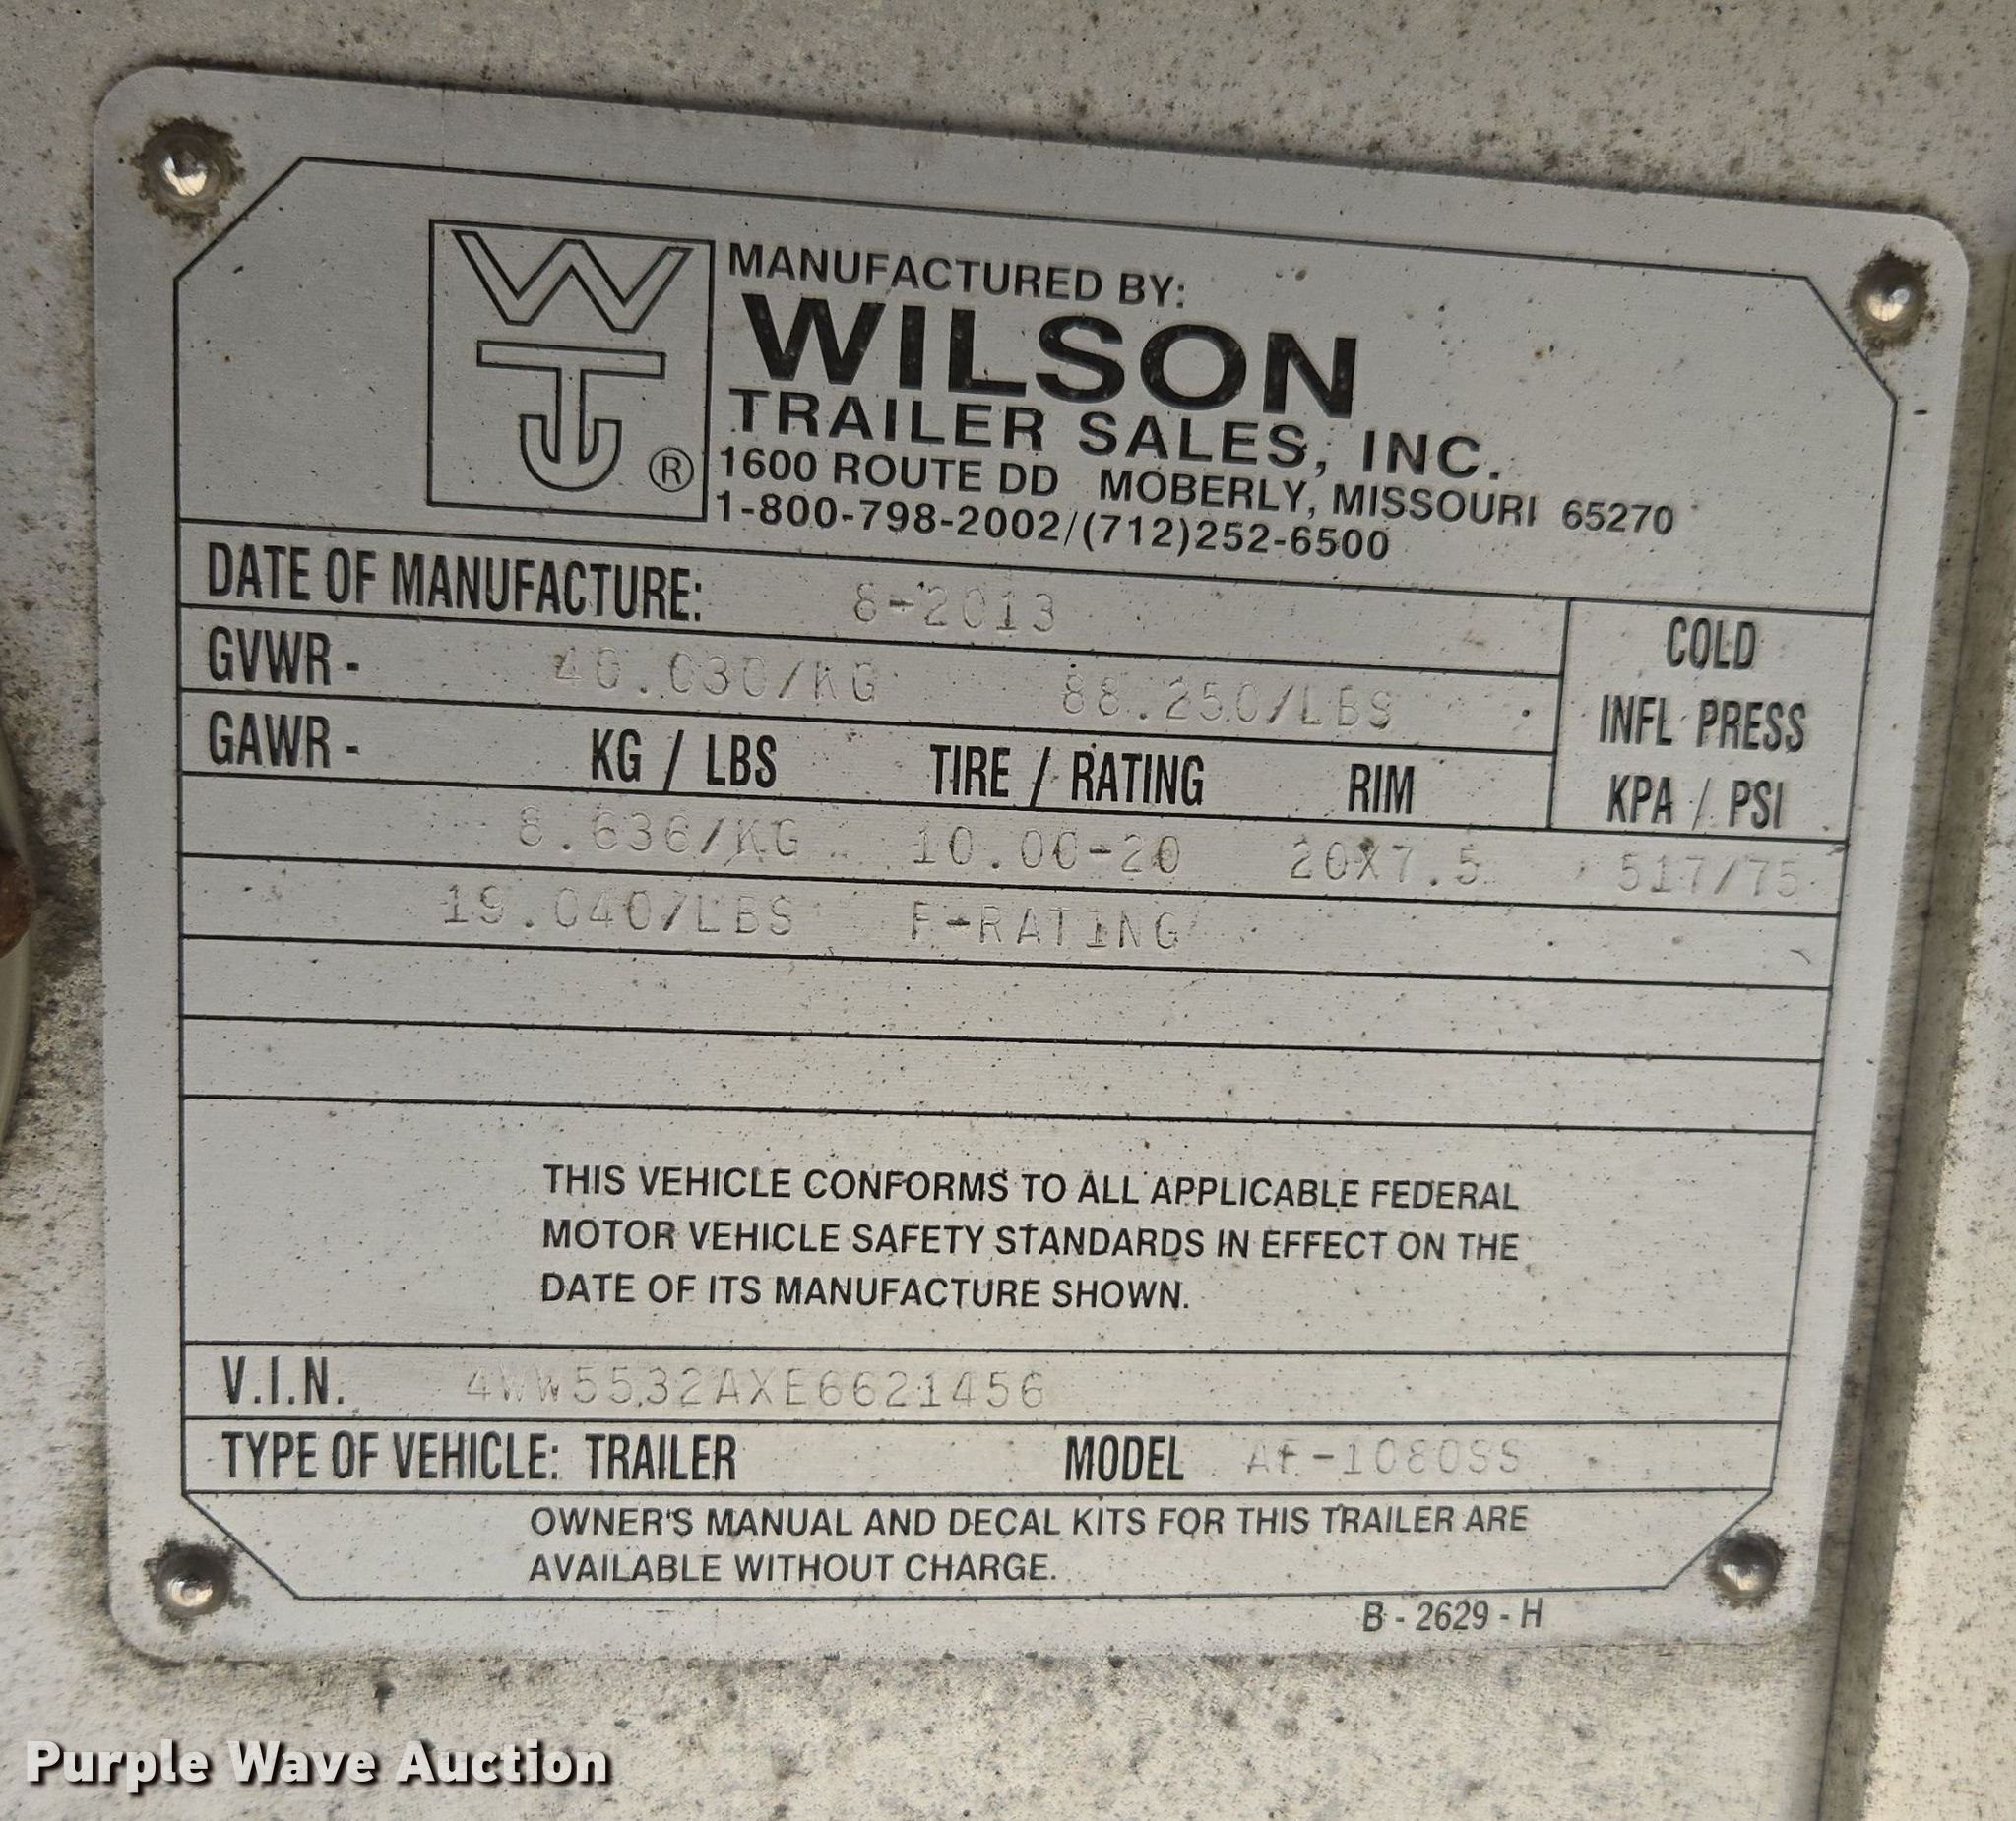 WT
®
MANUFACTURED BY:
WILSON
TRAILER SALES, INC.
1600 ROUTE DD MOBERLY, MISSOURI 65270
1-800-798-2002/(712)252-6500
DATE OF MANUFACTURE: 8-2013
GVWR - 40.030/KG 88.250/LBS
COLD
INFL PRESS
KPA / PSI
GAWR - KG / LBS TIRE / RATING RIM
8.636/KG 10.00-20 20X7.5 517/75
19.040/LBS F-RATING
THIS VEHICLE CONFORMS TO ALL APPLICABLE FEDERAL
MOTOR VEHICLE SAFETY STANDARDS IN EFFECT ON THE
DATE OF ITS MANUFACTURE SHOWN.
V.I.N. 4WW5532AXE6621456
TYPE OF VEHICLE: TRAILER MODEL AF-1080SS
OWNER'S MANUAL AND DECAL KITS FOR THIS TRAILER ARE
AVAILABLE WITHOUT CHARGE.
B - 2629 - H
Purple Wave Auction